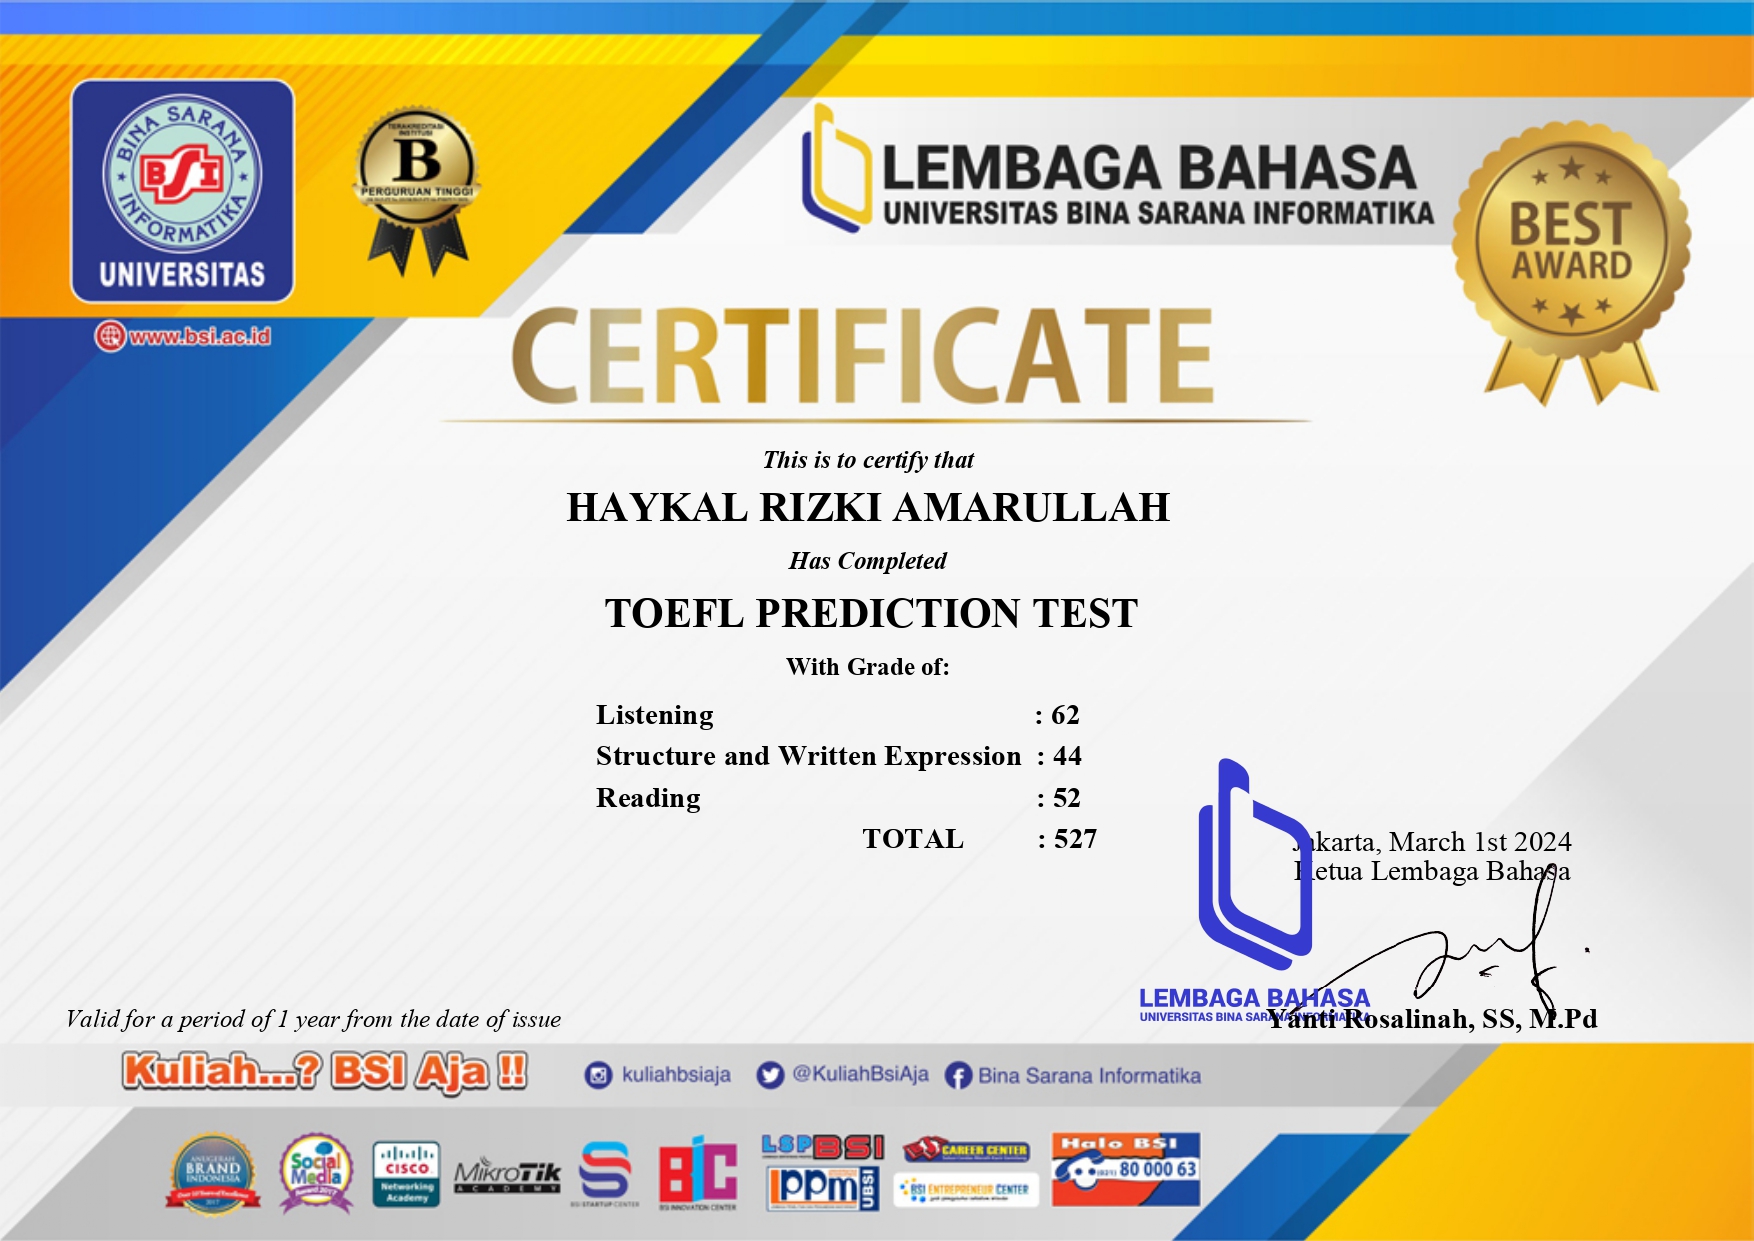 BINA SARANA
BSI
INFORMATIKA
UNIVERSITAS
www.bsi.ac.id
TERAKREDITASI
INSTITUSI
B
PERGURUAN TINGGI
LEMBAGA BAHASA
UNIVERSITAS BINA SARANA INFORMATIKA
BEST
AWARD
CERTIFICATE
This is to certify that
HAYKAL RIZKI AMARULLAH
Has Completed
TOEFL PREDICTION TEST
With Grade of:
Listening : 62
Structure and Written Expression : 44
Reading : 52
TOTAL : 527
Jakarta, March 1st 2024
Ketua Lembaga Bahasa
LEMBAGA BAHASA
UNIVERSITAS BINA SARANA INFORMATIKA
Yanti Rosalinah, SS, M.Pd
Valid for a period of 1 year from the date of issue
Kuliah...? BSI Aja !!
kuliahbsiaja
@KuliahBsiAja
Bina Sarana Informatika
ANUGERAH
BRAND
INDONESIA
2017
Social
Media
Award 2017
CISCO
Networking
Academy
MikroTik
ACADEMY
BSI STARTUP CENTER
BIC
BSI INNOVATION CENTER
LSP BSI
lppm UBSI
CAREER CENTER
BSI ENTREPRENEUR CENTER
Halo BSI
(021) 80 000 63